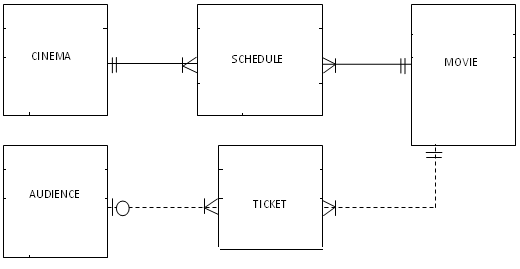 CINEMA
SCHEDULE
MOVIE
AUDIENCE
TICKET